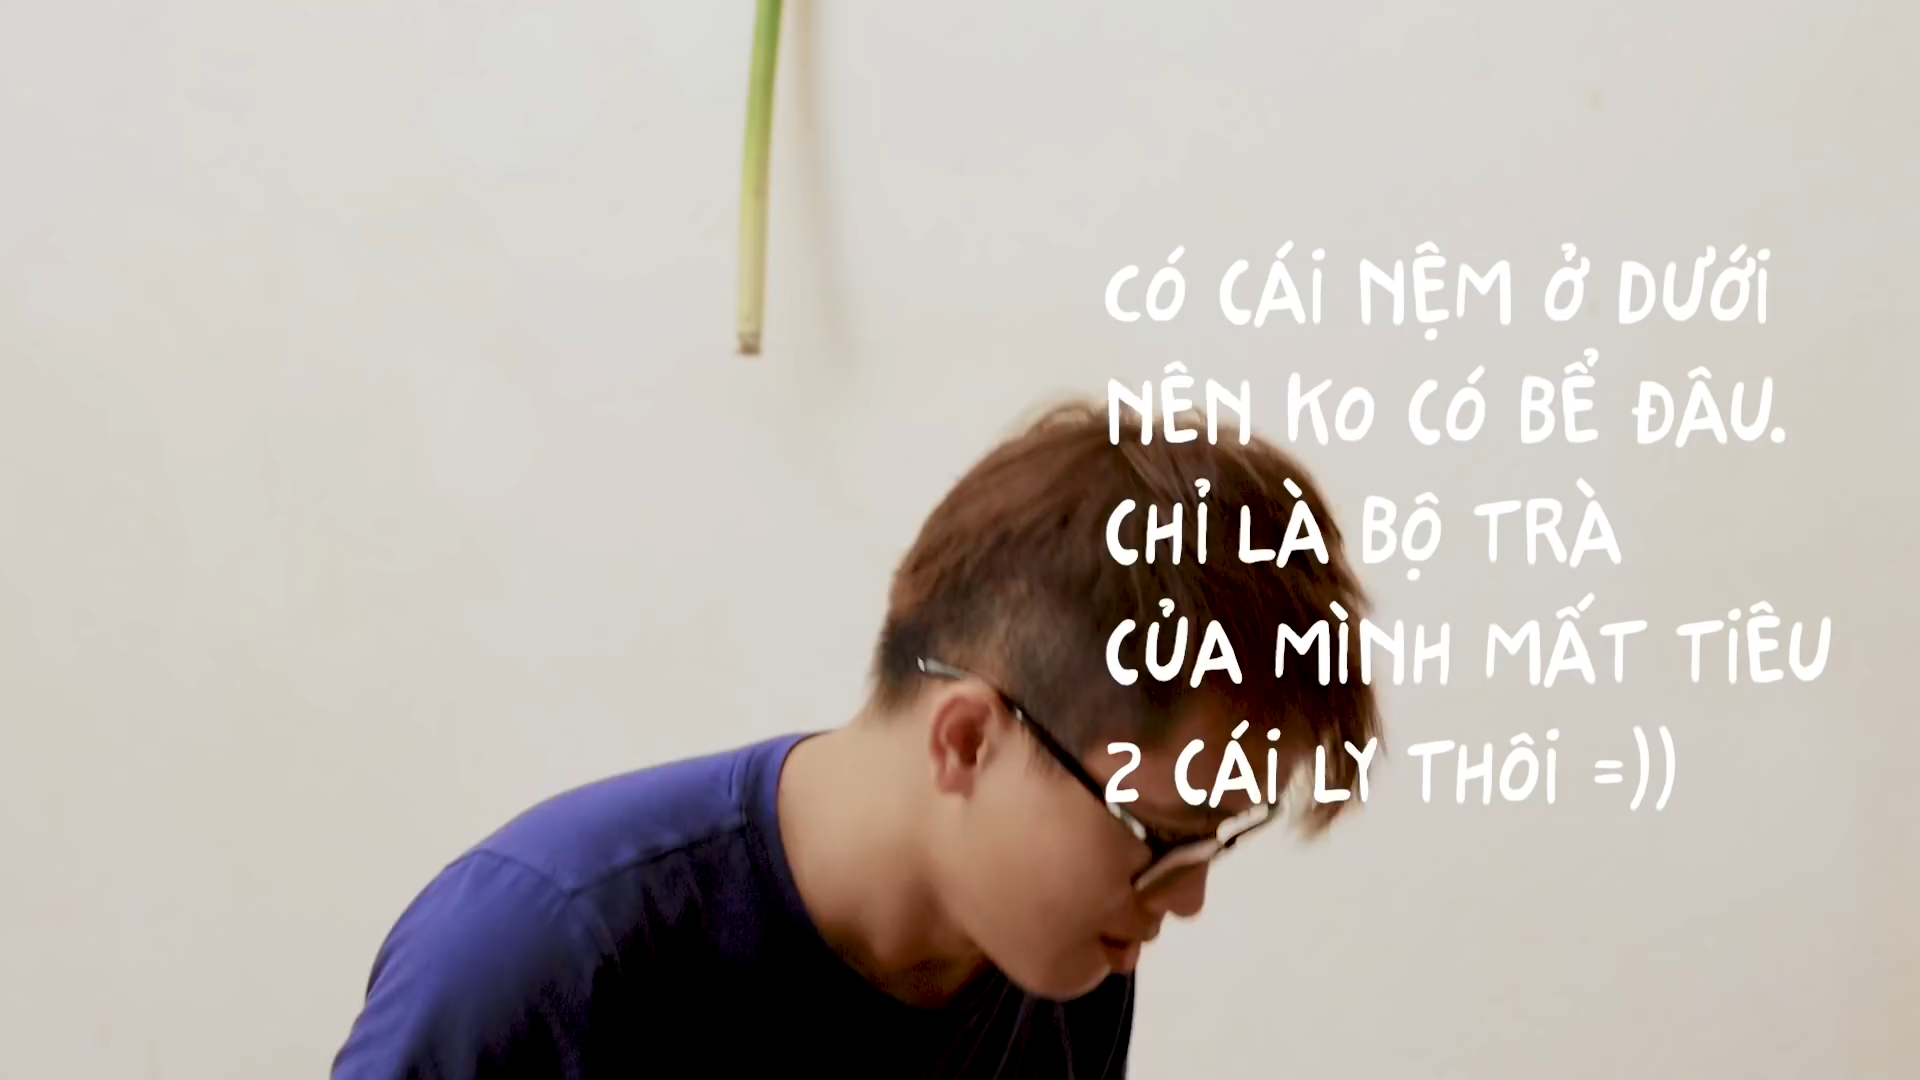 CÓ CÁI NỆM Ở DƯỚI
NÊN KO CÓ BỂ ĐÂU.
CHỈ LÀ BỘ TRÀ
CỦA MÌNH MẤT TIÊU
2 CÁI LY THÔI =))